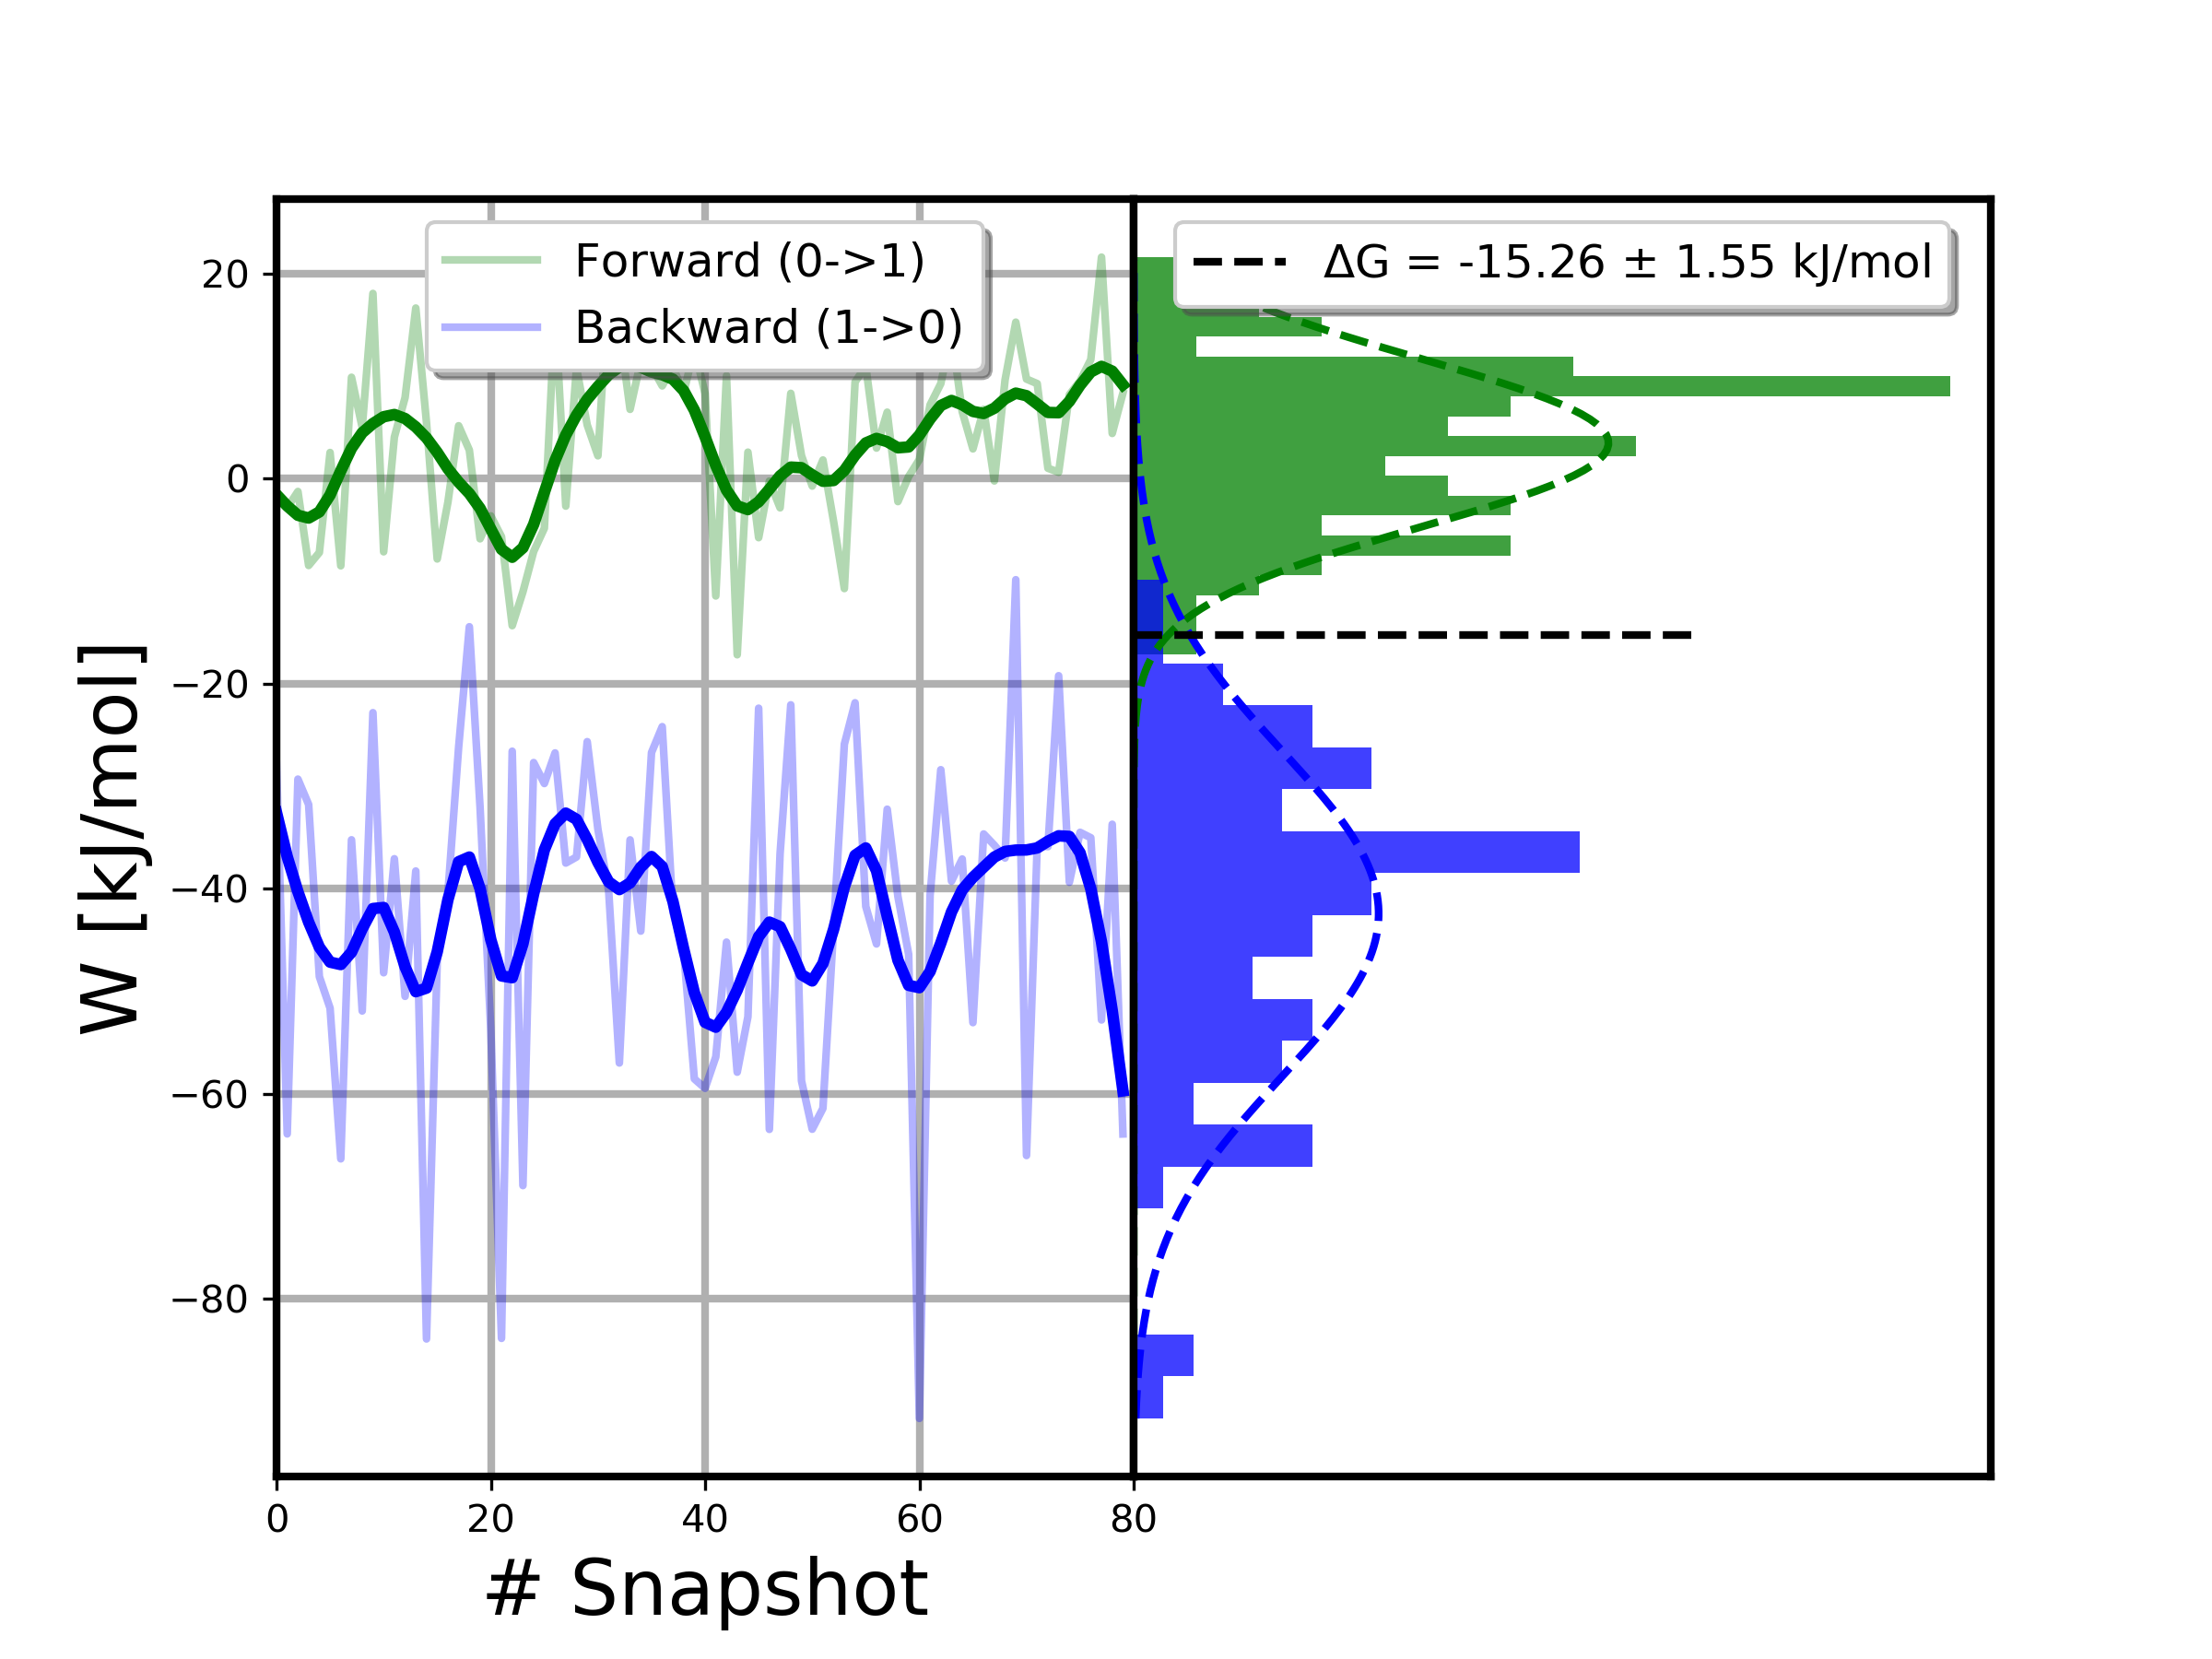 Forward (0->1)
Backward (1->0)
ΔG = -15.26 ± 1.55 kJ/mol
W [kJ/mol]
20
0
−20
−40
−60
−80
0 20 40 60 80
# Snapshot